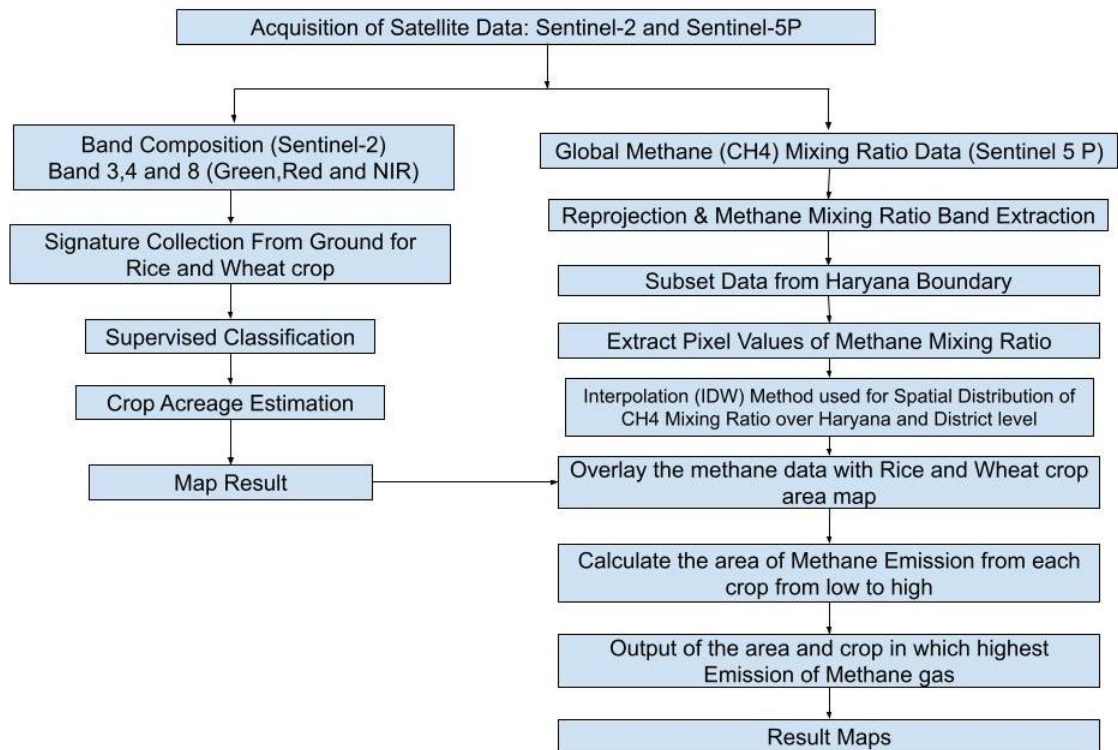 Acquisition of Satellite Data: Sentinel-2 and Sentinel-5P
Band Composition (Sentinel-2)
Band 3,4 and 8 (Green,Red and NIR)
Signature Collection From Ground for
Rice and Wheat crop
Supervised Classification
Crop Acreage Estimation
Map Result
Global Methane (CH4) Mixing Ratio Data (Sentinel 5 P)
Reprojection & Methane Mixing Ratio Band Extraction
Subset Data from Haryana Boundary
Extract Pixel Values of Methane Mixing Ratio
Interpolation (IDW) Method used for Spatial Distribution of
CH4 Mixing Ratio over Haryana and District level
Overlay the methane data with Rice and Wheat crop
area map
Calculate the area of Methane Emission from each
crop from low to high
Output of the area and crop in which highest
Emission of Methane gas
Result Maps